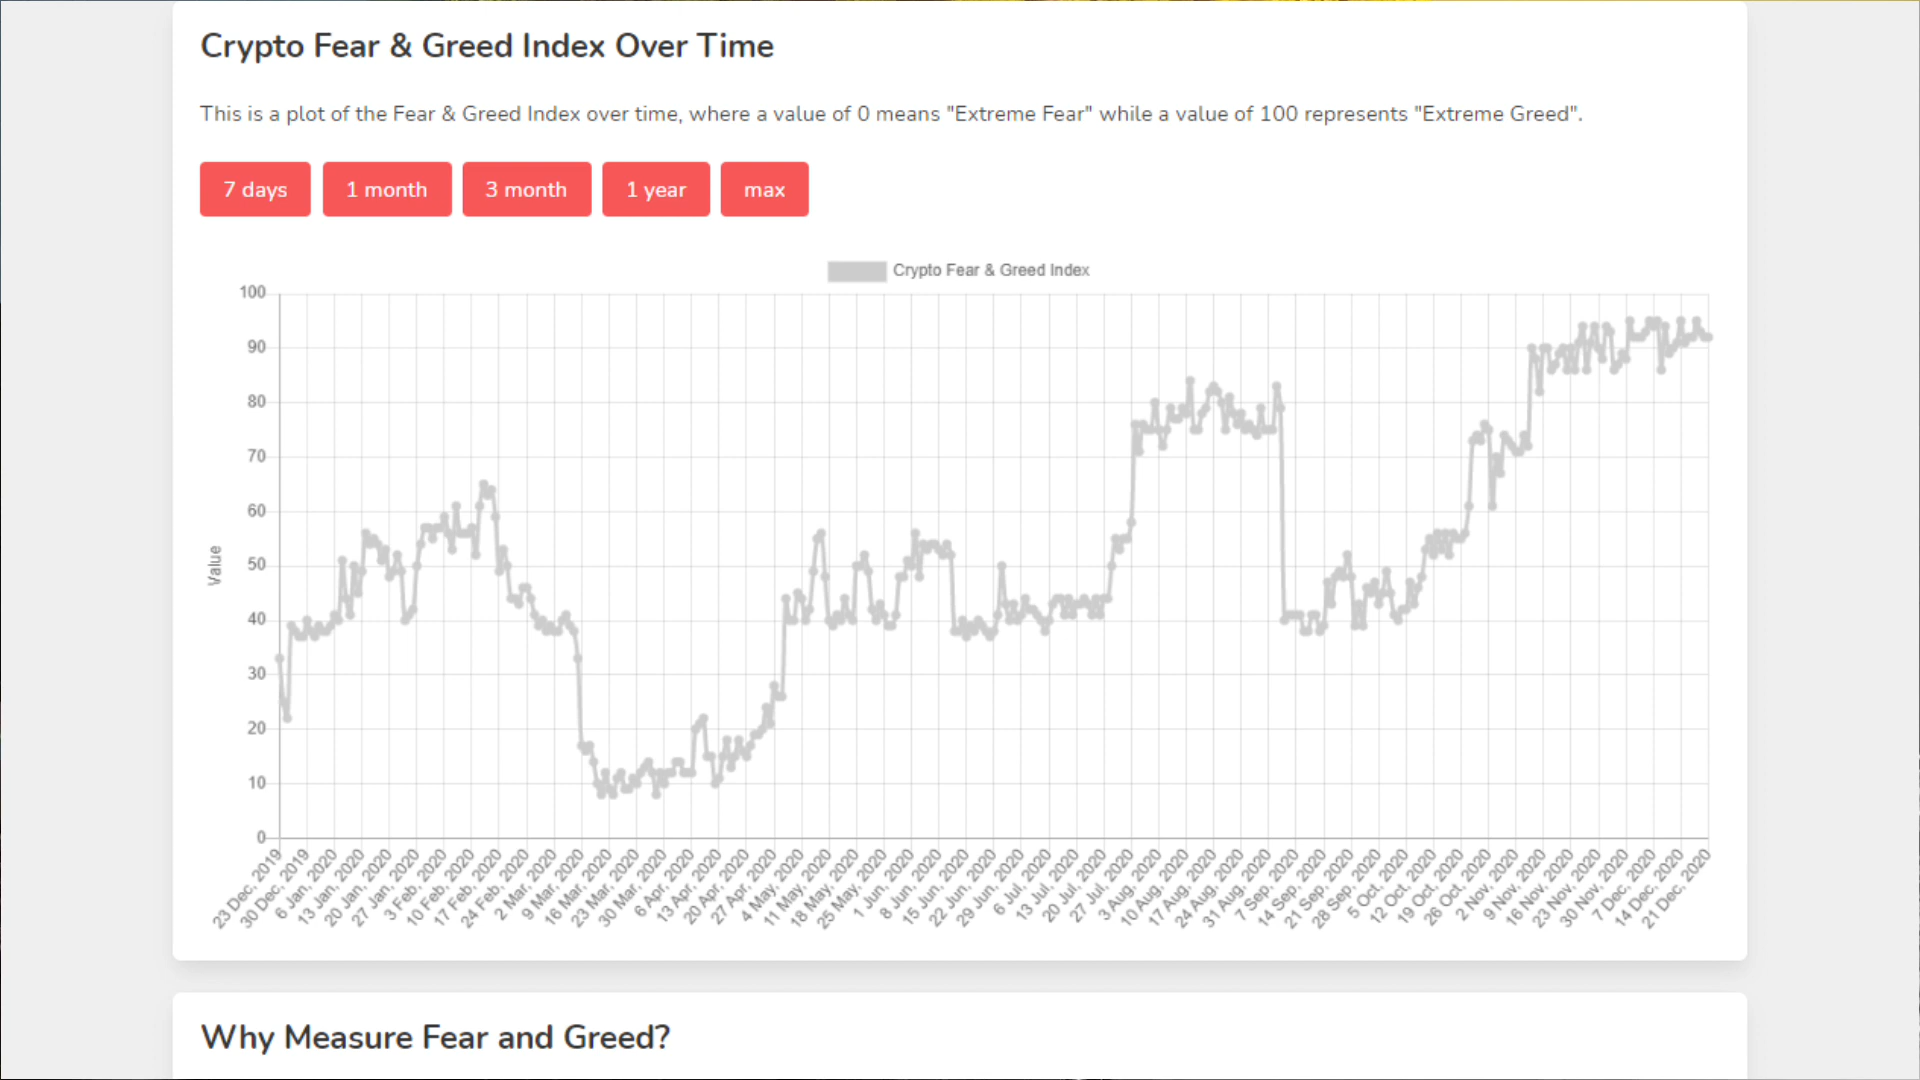 Crypto Fear & Greed Index Over Time
This is a plot of the Fear & Greed Index over time, where a value of 0 means "Extreme Fear" while a value of 100 represents "Extreme Greed".
7 days 1 month 3 month 1 year max
Crypto Fear & Greed Index
100
90
80
70
60
50
40
30
20
10
0
Value
23 Dec, 2019
30 Dec, 2019
6 Jan, 2020
13 Jan, 2020
20 Jan, 2020
27 Jan, 2020
3 Feb, 2020
10 Feb, 2020
17 Feb, 2020
24 Feb, 2020
2 Mar, 2020
9 Mar, 2020
16 Mar, 2020
23 Mar, 2020
30 Mar, 2020
6 Apr, 2020
13 Apr, 2020
20 Apr, 2020
27 Apr, 2020
4 May, 2020
11 May, 2020
18 May, 2020
25 May, 2020
1 Jun, 2020
8 Jun, 2020
15 Jun, 2020
22 Jun, 2020
29 Jun, 2020
6 Jul, 2020
13 Jul, 2020
20 Jul, 2020
27 Jul, 2020
3 Aug, 2020
10 Aug, 2020
17 Aug, 2020
24 Aug, 2020
31 Aug, 2020
7 Sep, 2020
14 Sep, 2020
21 Sep, 2020
28 Sep, 2020
5 Oct, 2020
12 Oct, 2020
19 Oct, 2020
26 Oct, 2020
2 Nov, 2020
9 Nov, 2020
16 Nov, 2020
23 Nov, 2020
30 Nov, 2020
7 Dec, 2020
14 Dec, 2020
21 Dec, 2020
Why Measure Fear and Greed?